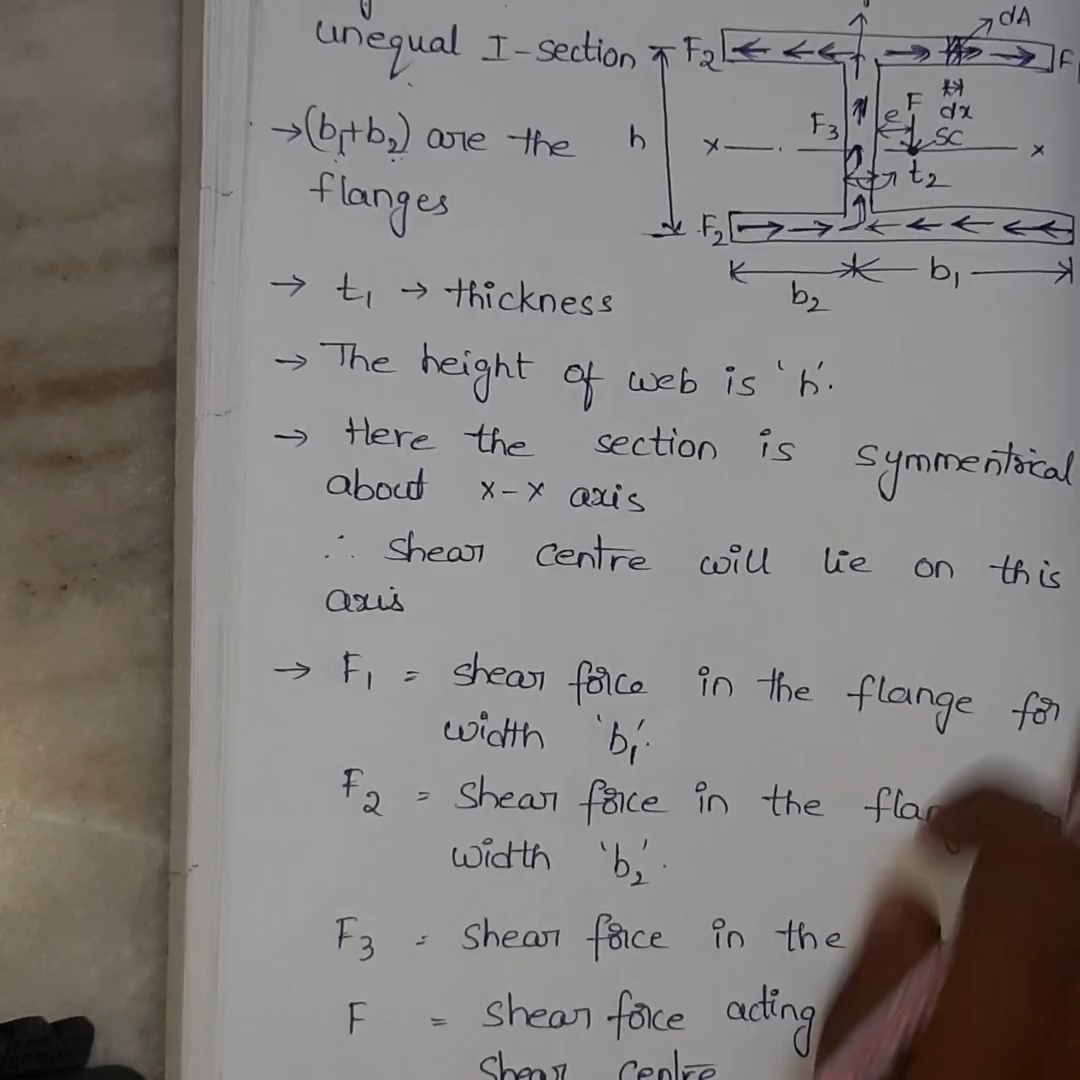 unequal I-section
→(b₁+b₂) are the
flanges
→ t₁ → thickness
→ The height of web is 'h'.
→ Here the section is symmentrical
about x-x axis
∴ shear centre will lie on this
axis
→ F₁ = shear force in the flange for
width 'b₁'.
F₂ = shear force in the
width 'b₂'.
F₃ = shear force in the
F = shear force acting
shear centre
dA
F₂
F
dx
e
F
F₃
SC
h
x
x
t₂
F₂
b₂
b₁